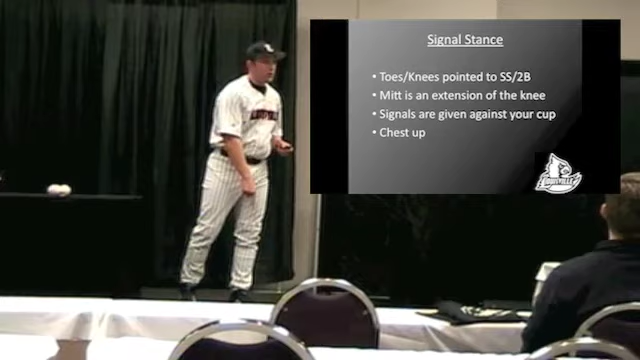 Signal Stance
• Toes/Knees pointed to SS/2B
• Mitt is an extension of the knee
• Signals are given against your cup
• Chest up
LOUISVILLE